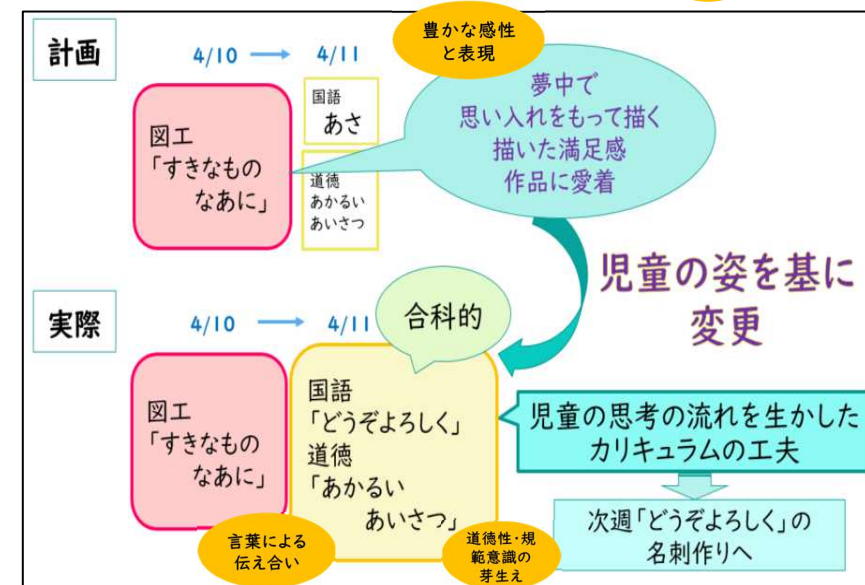 計画
4/10
4/11
豊かな感性
と表現
図工
「すきなもの
なあに」
国語
あさ
道徳
あかるい
あいさつ
夢中で
思い入れをもって描く
描いた満足感
作品に愛着
児童の姿を基に
変更
実際
4/10
4/11
合科的
図工
「すきなもの
なあに」
国語
「どうぞよろしく」
道徳
「あかるい
あいさつ」
言葉による
伝え合い
道徳性・規
範意識の
芽生え
児童の思考の流れを生かした
カリキュラムの工夫
次週「どうぞよろしく」の
名刺作りへ